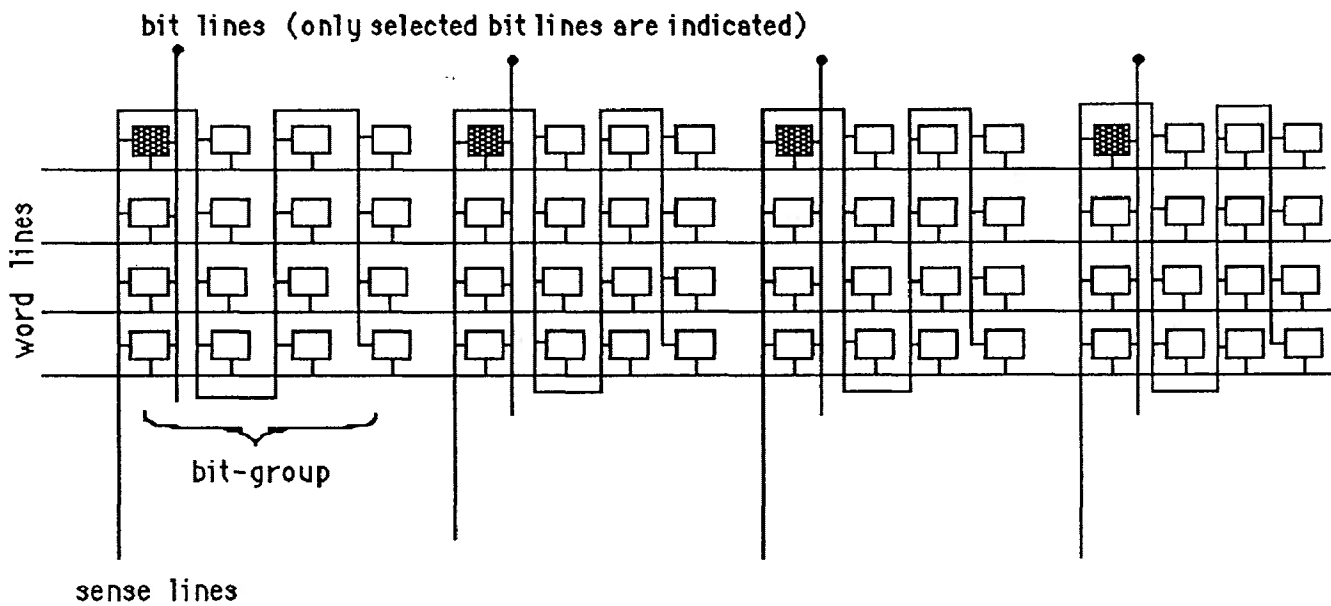 bit lines (only selected bit lines are indicated)
word lines
bit-group
sense lines